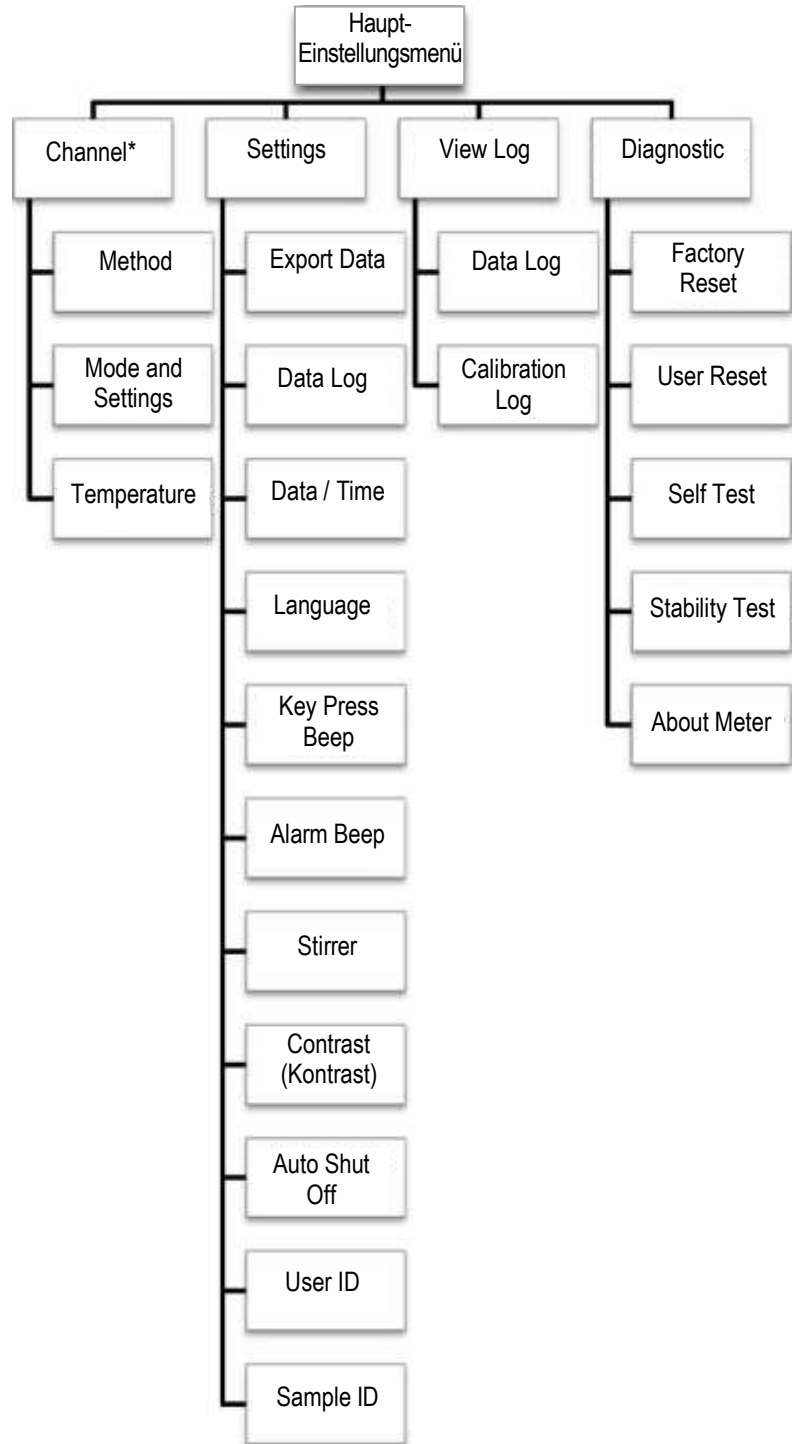 Haupt-
Einstellungsmenü
Channel*
Settings
View Log
Diagnostic
Method
Mode and
Settings
Temperature
Export Data
Data Log
Data / Time
Language
Key Press
Beep
Alarm Beep
Stirrer
Contrast
(Kontrast)
Auto Shut
Off
User ID
Sample ID
Data Log
Calibration
Log
Factory
Reset
User Reset
Self Test
Stability Test
About Meter